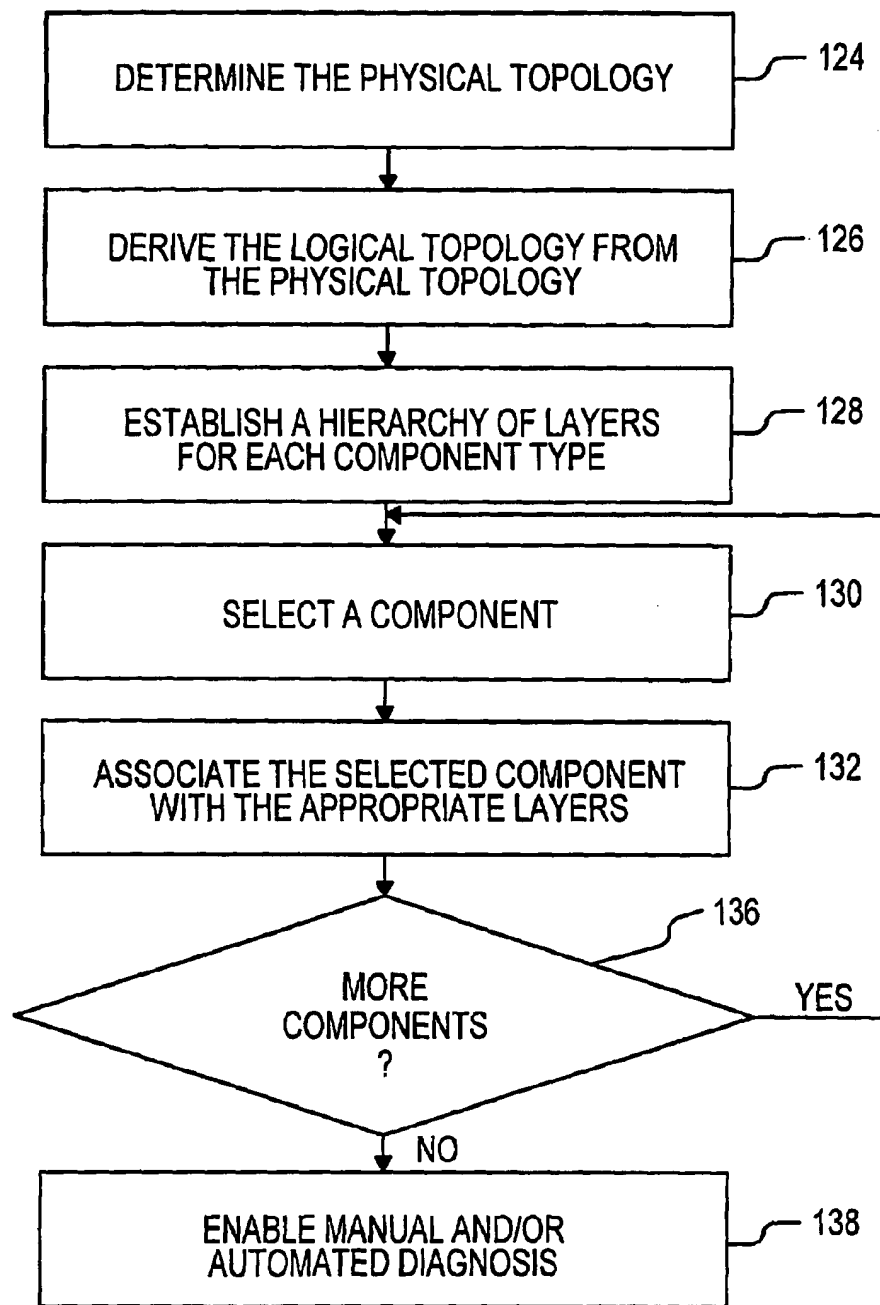 DETERMINE THE PHYSICAL TOPOLOGY
124
DERIVE THE LOGICAL TOPOLOGY FROM
THE PHYSICAL TOPOLOGY
126
ESTABLISH A HIERARCHY OF LAYERS
FOR EACH COMPONENT TYPE
128
SELECT A COMPONENT
130
ASSOCIATE THE SELECTED COMPONENT
WITH THE APPROPRIATE LAYERS
132
136
MORE
COMPONENTS
?
YES
NO
ENABLE MANUAL AND/OR
AUTOMATED DIAGNOSIS
138